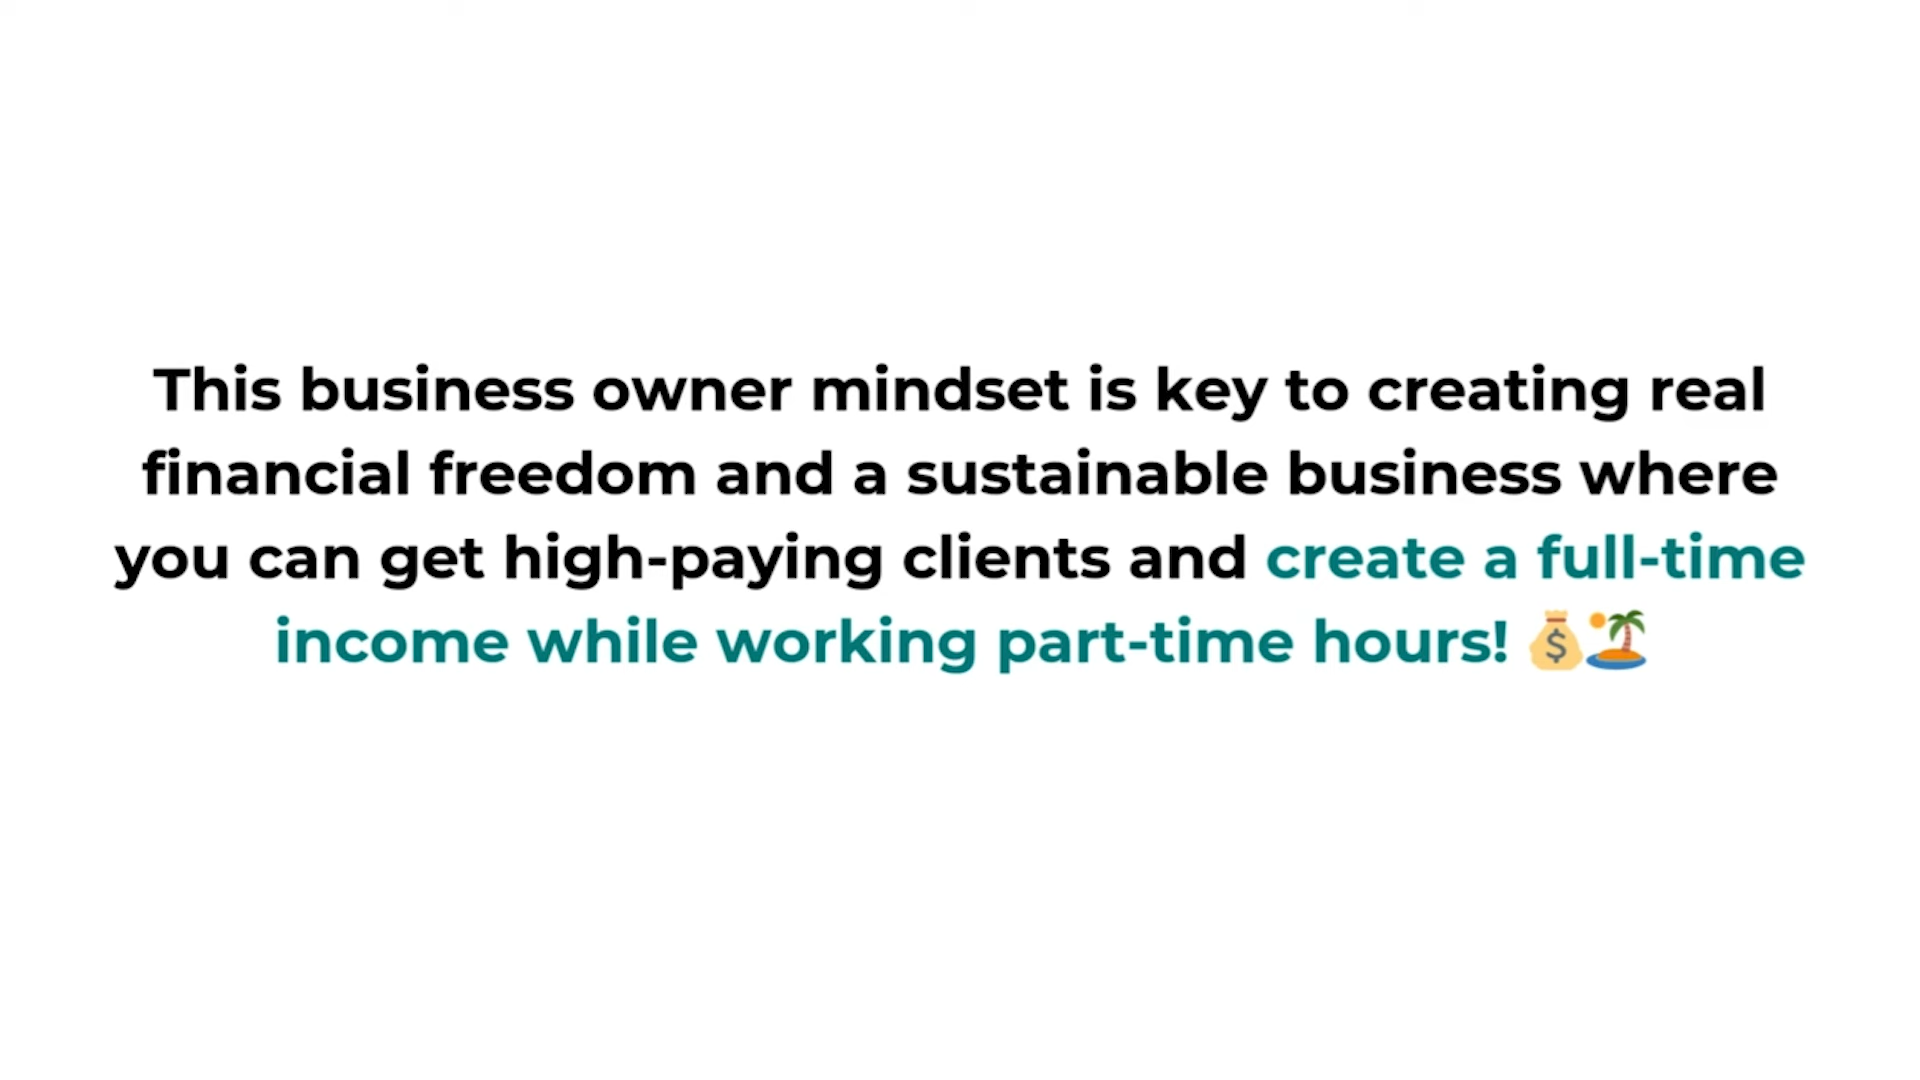 This business owner mindset is key to creating real
financial freedom and a sustainable business where
you can get high-paying clients and create a full-time
income while working part-time hours! 💰🏝️